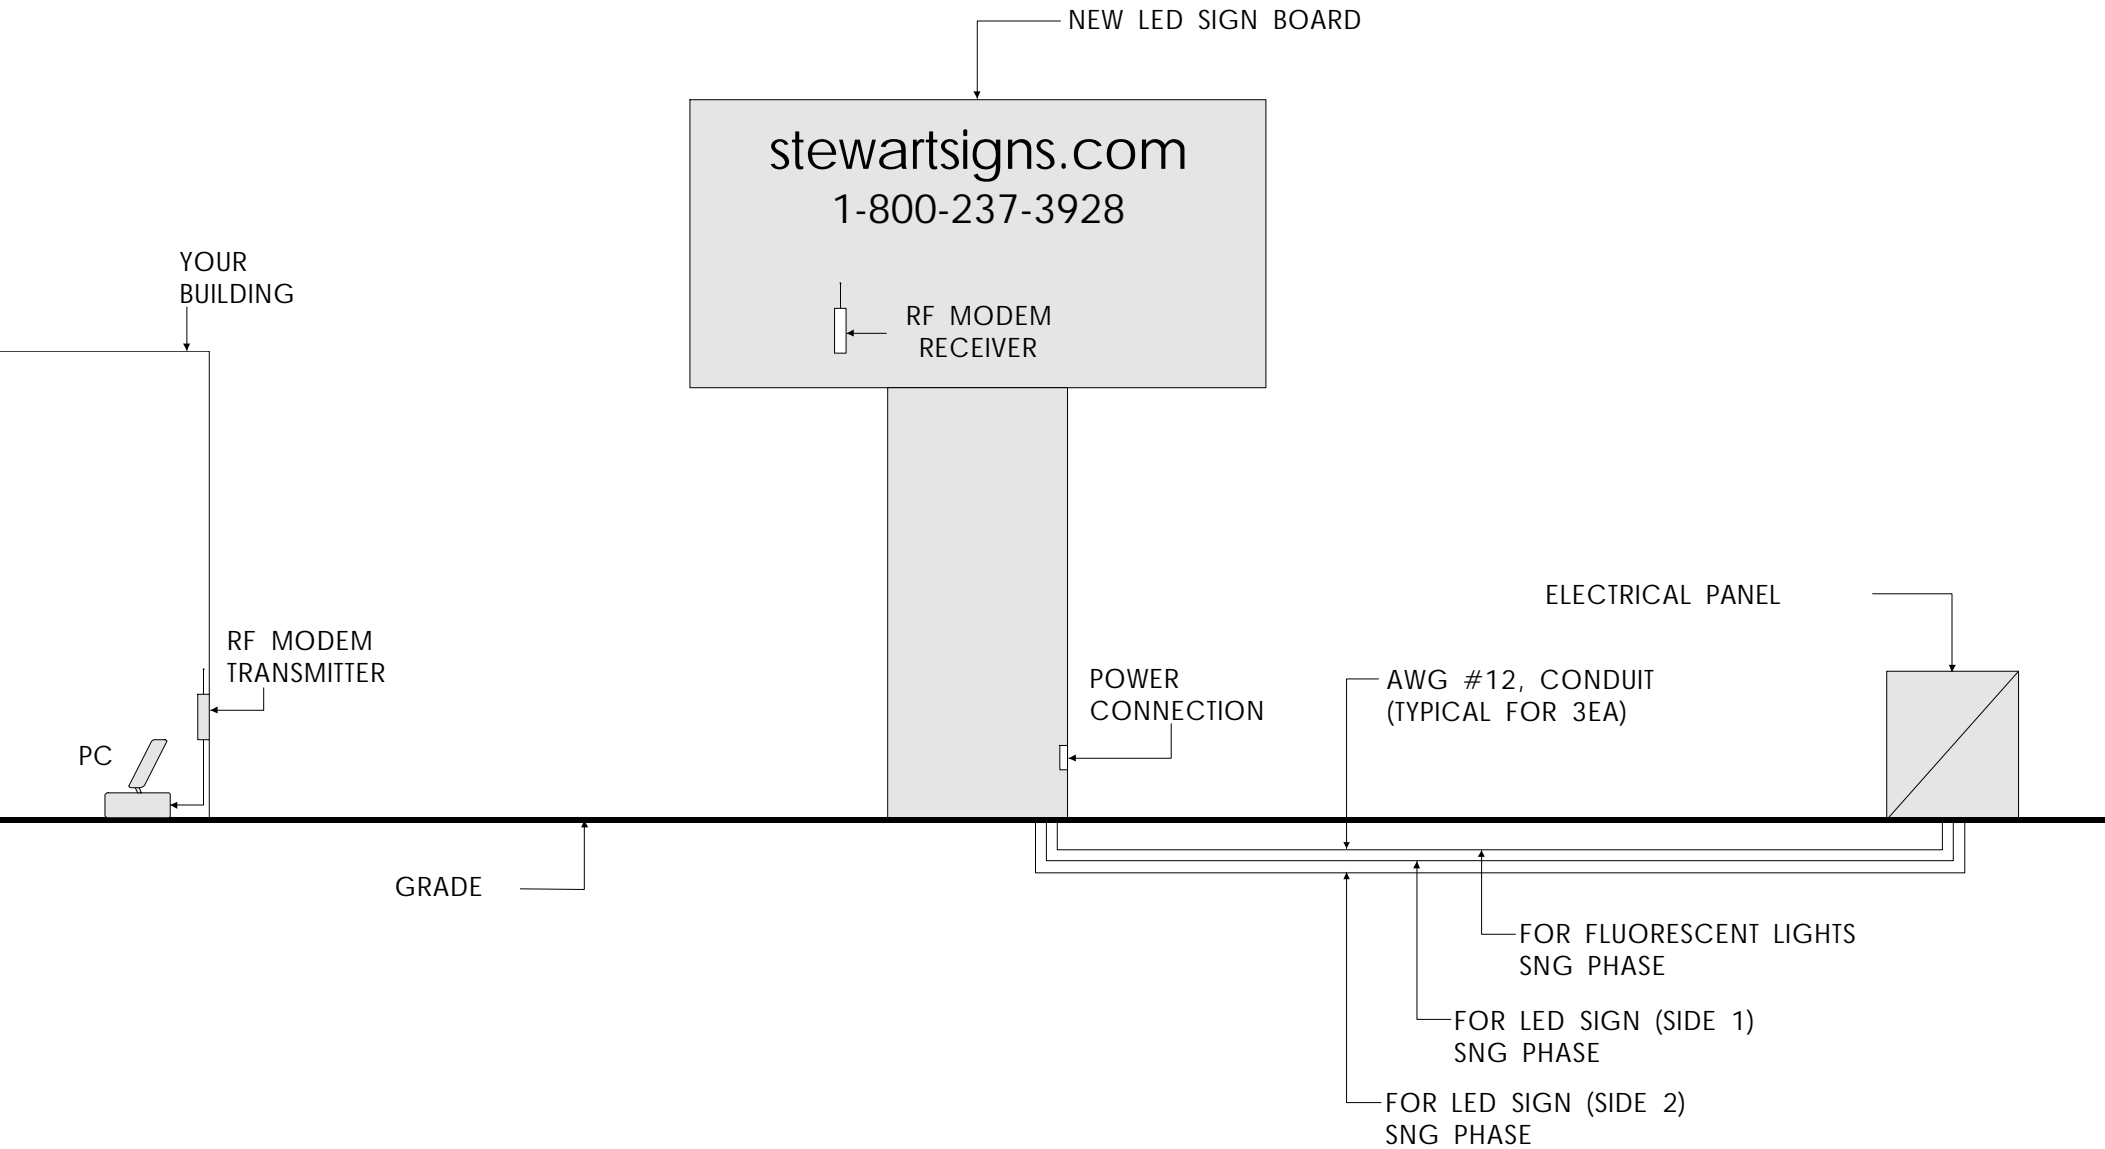 NEW LED SIGN BOARD
stewartsigns.com
1-800-237-3928
YOUR
BUILDING
RF MODEM
RECEIVER
ELECTRICAL PANEL
RF MODEM
TRANSMITTER
POWER
CONNECTION
AWG #12, CONDUIT
(TYPICAL FOR 3EA)
PC
GRADE
FOR FLUORESCENT LIGHTS
SNG PHASE
FOR LED SIGN (SIDE 1)
SNG PHASE
FOR LED SIGN (SIDE 2)
SNG PHASE